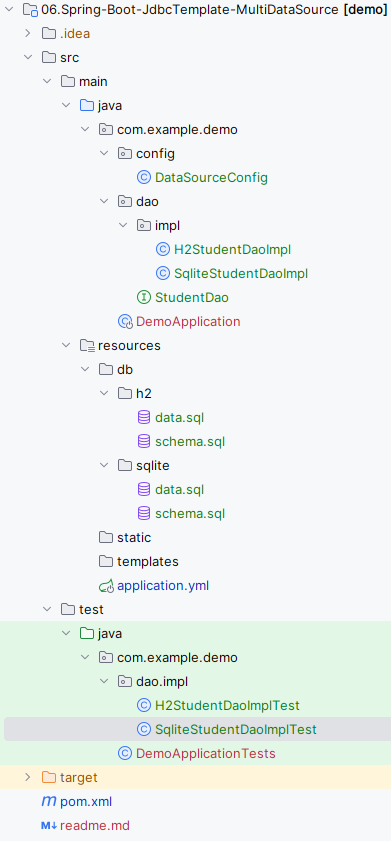 06.Spring-Boot-JdbcTemplate-MultiDataSource [demo]
.idea
src
main
java
com.example.demo
config
DataSourceConfig
dao
impl
H2StudentDaoImpl
SqliteStudentDaoImpl
StudentDao
DemoApplication
resources
db
h2
data.sql
schema.sql
sqlite
data.sql
schema.sql
static
templates
application.yml
test
java
com.example.demo
dao.impl
H2StudentDaoImplTest
SqliteStudentDaoImplTest
DemoApplicationTests
target
pom.xml
readme.md